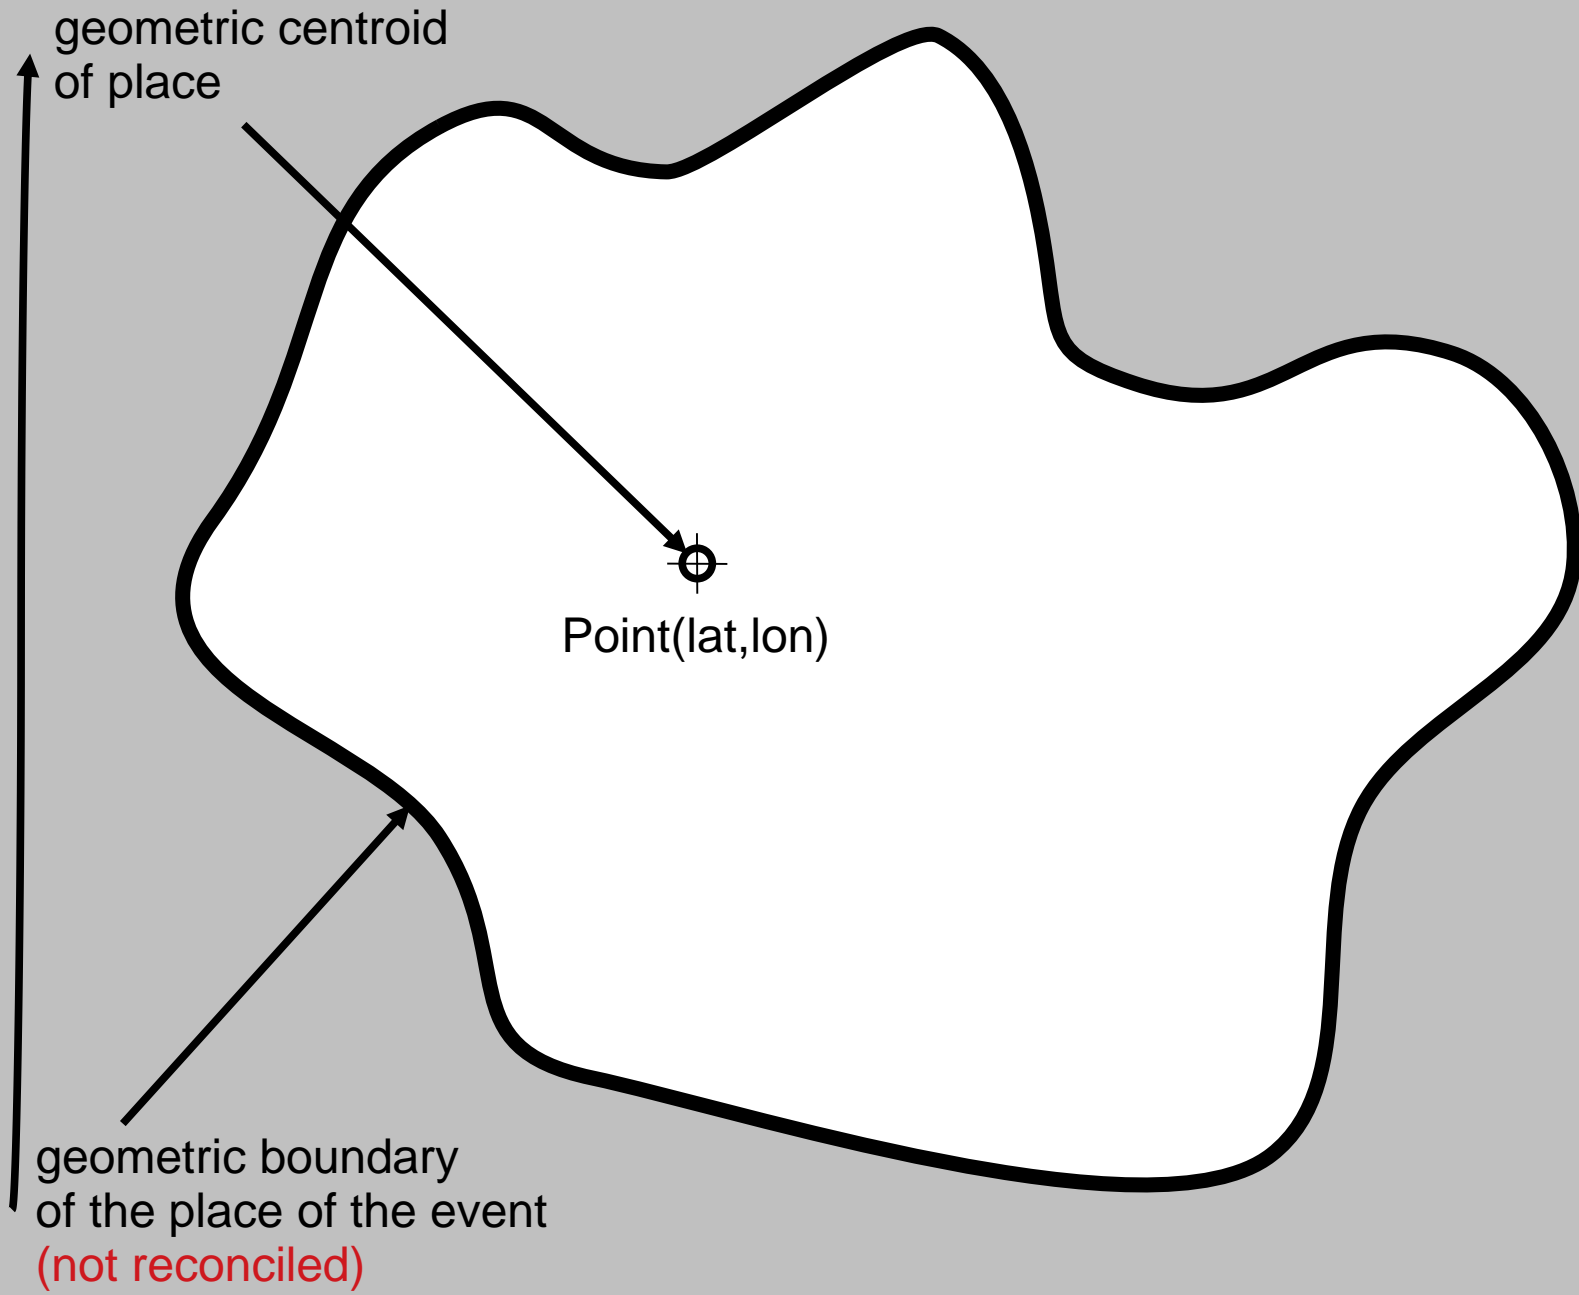 geometric centroid
of place
Point(lat,lon)
geometric boundary
of the place of the event
(not reconciled)